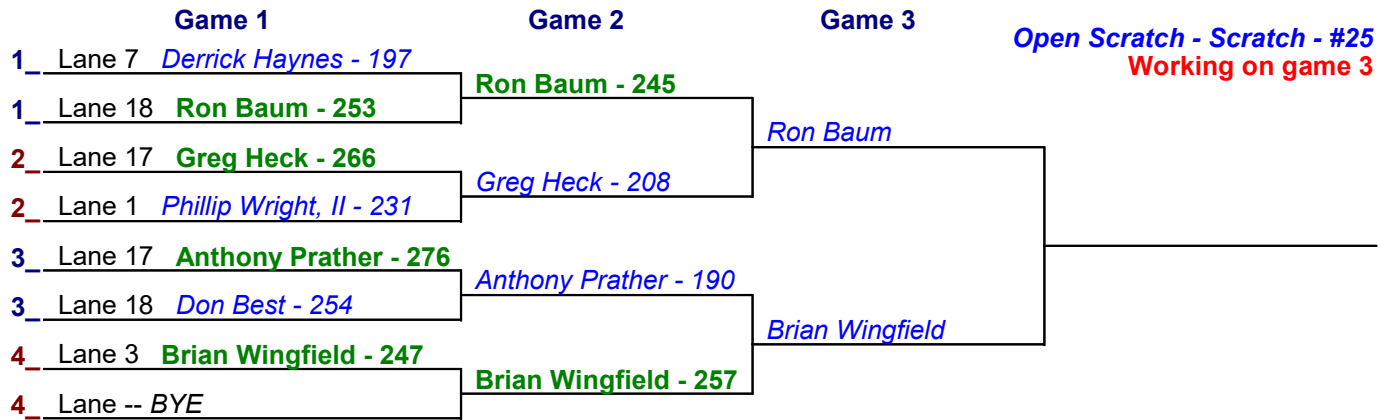 Game 1 Game 2 Game 3
Open Scratch - Scratch - #25
Working on game 3
1_ Lane 7 Derrick Haynes - 197
Ron Baum - 245
1_ Lane 18 Ron Baum - 253
Ron Baum
2_ Lane 17 Greg Heck - 266
Greg Heck - 208
2_ Lane 1 Phillip Wright, II - 231
3_ Lane 17 Anthony Prather - 276
Anthony Prather - 190
3_ Lane 18 Don Best - 254
Brian Wingfield
4_ Lane 3 Brian Wingfield - 247
Brian Wingfield - 257
4_ Lane -- BYE